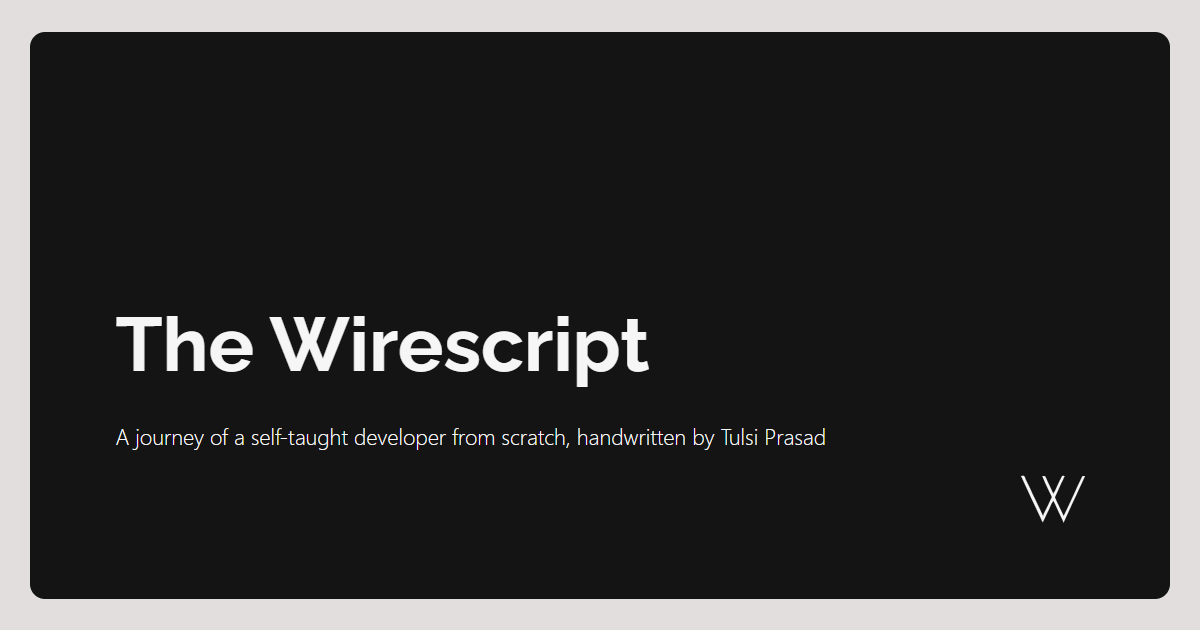 The Wirescript
A journey of a self-taught developer from scratch, handwritten by Tulsi Prasad
W